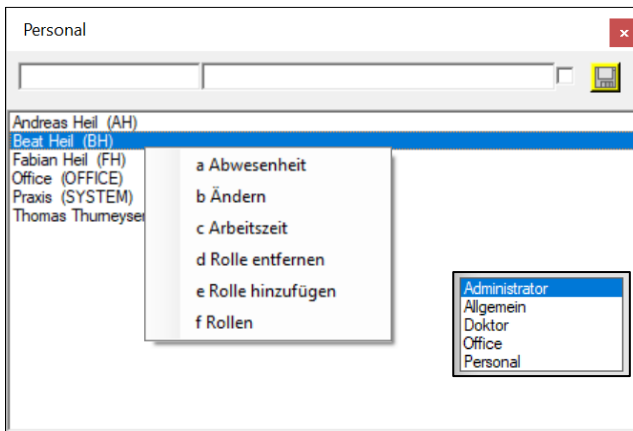 Personal
Andreas Heil (AH)
Beat Heil (BH)
Fabian Heil (FH)
Office (OFFICE)
Praxis (SYSTEM)
Thomas Thurneysen
a Abwesenheit
b Ändern
c Arbeitszeit
d Rolle entfernen
e Rolle hinzufügen
f Rollen
Administrator
Allgemein
Doktor
Office
Personal